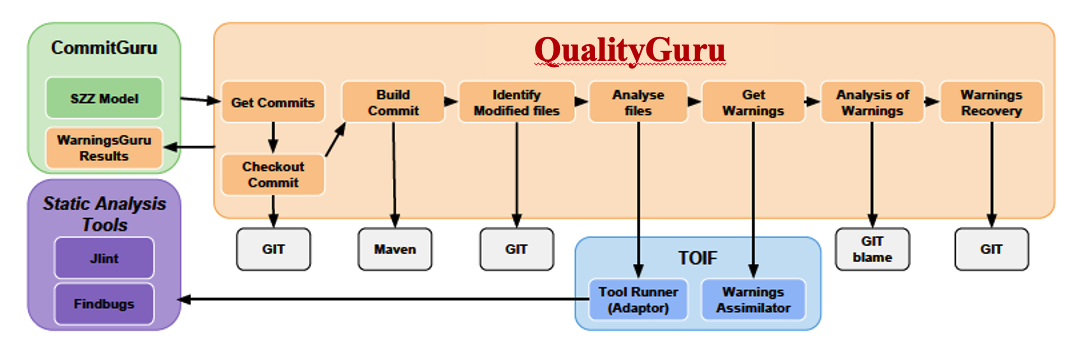 CommitGuru
SZZ Model
WarningsGuru
Results
QualityGuru
Get Commits
Checkout
Commit
Build
Commit
Identify
Modified files
Analyse
files
Get
Warnings
Analysis of
Warnings
Warnings
Recovery
Static Analysis
Tools
Jlint
Findbugs
GIT
Maven
GIT
TOIF
Tool Runner
(Adaptor)
Warnings
Assimilator
GIT
blame
GIT